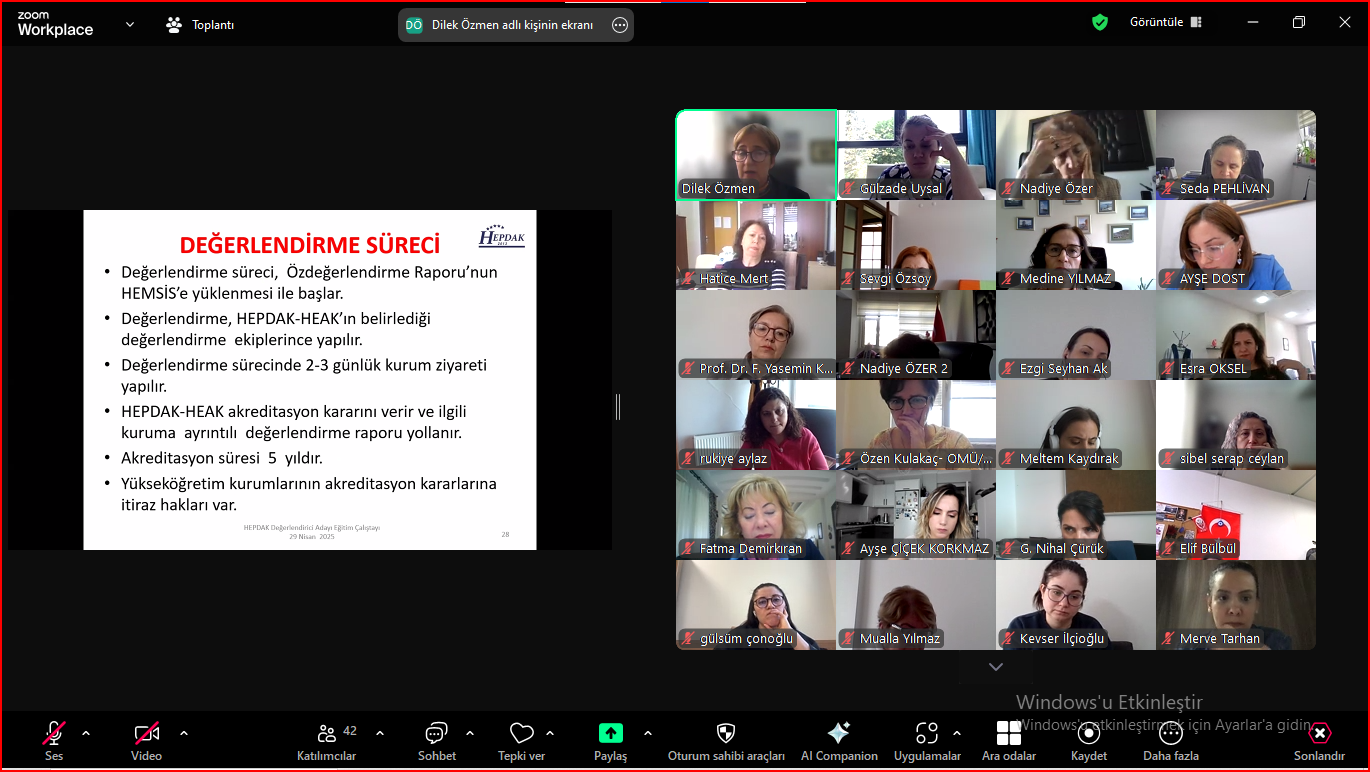 zoom
Workplace
Toplantı
DÖ
Dilek Özmen adlı kişinin ekranı
Görüntüle
HEPDAK
DEĞERLENDİRME SÜRECİ
• Değerlendirme süreci, Özdeğerlendirme Raporu’nun
HEMSİS’e yüklenmesi ile başlar.
• Değerlendirme, HEPDAK-HEAK’ın belirlediği
değerlendirme ekiplerince yapılır.
• Değerlendirme sürecinde 2-3 günlük kurum ziyareti
yapılır.
• HEPDAK-HEAK akreditasyon kararını verir ve ilgili
kuruma ayrıntılı değerlendirme raporu yollanır.
• Akreditasyon süresi 5 yıldır.
• Yükseköğretim kurumlarının akreditasyon kararlarına
itiraz hakları var.
HEPDAK Değerlendirici Adayı Eğitim Çalıştayı
29 Nisan 2025
28
Dilek Özmen
Gülzade Uysal
Nadiye Özer
Seda PEHLİVAN
Hatice Mert
Sevgi Özsoy
Medine YILMAZ
AYŞE DOST
Prof. Dr. F. Yasemin K...
Nadiye ÖZER 2
Ezgi Seyhan Ak
Esra OKSEL
rukiye aylaz
Özen Kulakaç- OMÜ/...
Meltem Kaydırak
sibel serap ceylan
Fatma Demirkıran
Ayşe ÇİÇEK KORKMAZ
G. Nihal Çürük
Elif Bülbül
gülsüm çonoğlu
Mualla Yılmaz
Kevser İlçioğlu
Merve Tarhan
Windows'u Etkinleştir
Windows'u etkinleştirmek için Ayarlar'a gidin.
Ses
Video
42
Katılımcılar
Sohbet
Tepki ver
Paylaş
Oturum sahibi araçları
AI Companion
Uygulamalar
Ara odalar
Kaydet
Daha fazla
Sonlandır